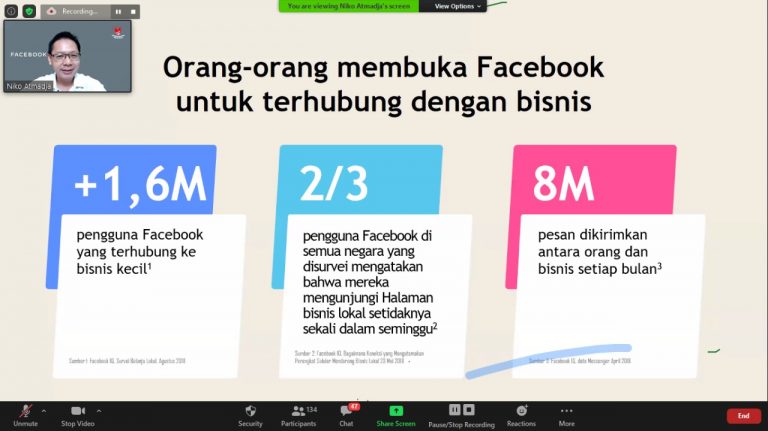 Recording...
You are viewing Niko Atmadja's screen
View Options
FACEBOOK
Niko Atmadja
Orang-orang membuka Facebook
untuk terhubung dengan bisnis
+1,6M
pengguna Facebook
yang terhubung ke
bisnis kecil¹
Sumber 1: Facebook IQ, Survei Belanja Lokal, Agustus 2018
2/3
pengguna Facebook di
semua negara yang
disurvei mengatakan
bahwa mereka
mengunjungi Halaman
bisnis lokal setidaknya
sekali dalam seminggu²
Sumber 2: Facebook IQ, Bagaimana Koneksi yang Mengutamakan
Perangkat Seluler Mendorong Bisnis Lokal 23 Mei 2018
8M
pesan dikirimkan
antara orang dan
bisnis setiap bulan³
Sumber 3: Facebook IQ, data Messenger April 2018
Unmute
Stop Video
Security
134
Participants
47
Chat
Share Screen
Pause/Stop Recording
Reactions
More
End